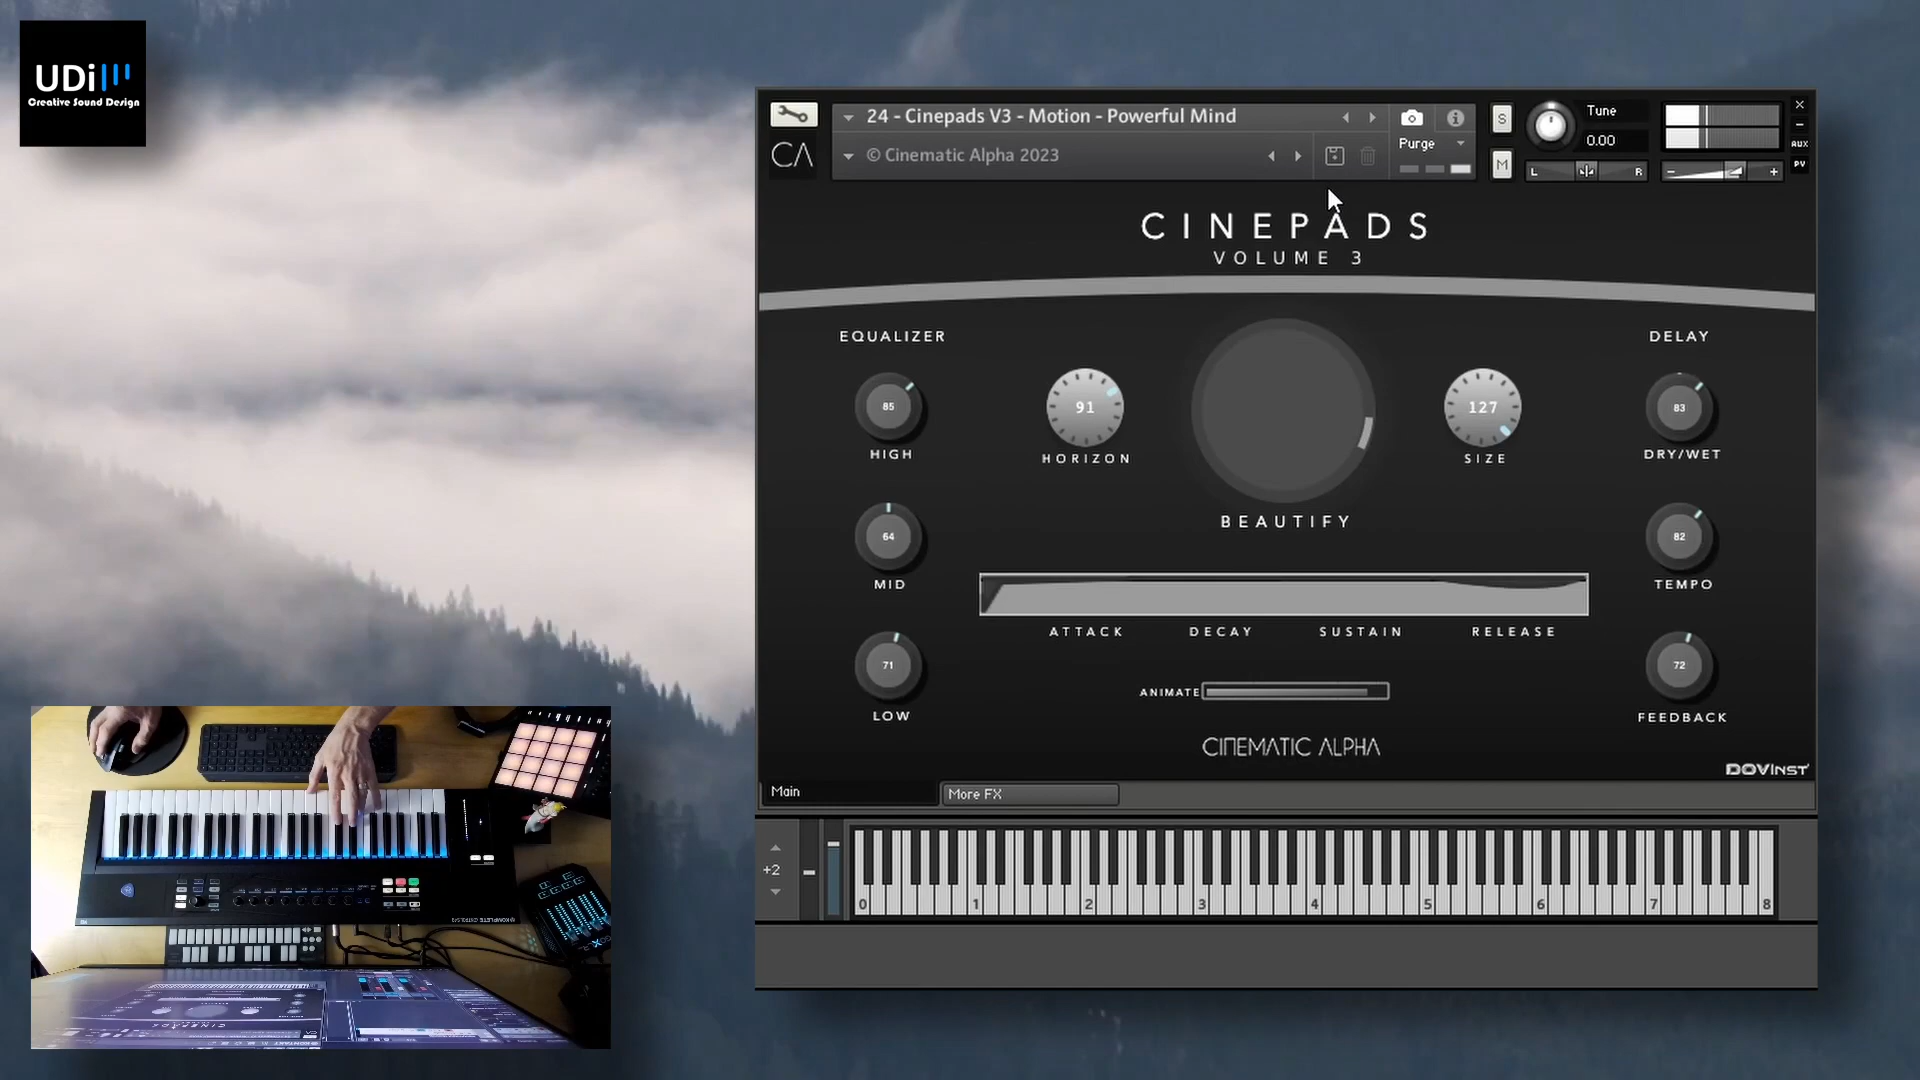 UDi
Creative Sound Design
24 - Cinepads V3 - Motion - Powerful Mind
CA
© Cinematic Alpha 2023
Purge
S
M
Tune
0.00
L
R
-
+
AUX
PV
CINEPADS
VOLUME 3
EQUALIZER
DELAY
85
HIGH
91
HORIZON
127
SIZE
83
DRY/WET
64
MID
BEAUTIFY
82
TEMPO
ATTACK
DECAY
SUSTAIN
RELEASE
71
LOW
ANIMATE
72
FEEDBACK
CINEMATIC ALPHA
DOVINST
Main
More FX
+2
0
1
2
3
4
5
6
7
8